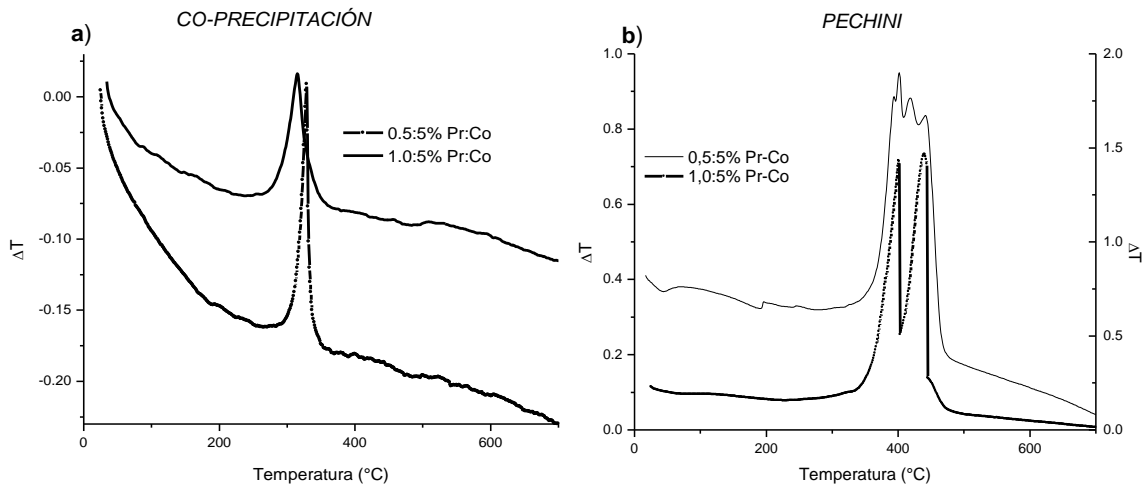 CO-PRECIPITACIÓN
a)
0.00
-0.05
-0.10
-0.15
-0.20
ΔT
0.5:5% Pr:Co
1.0:5% Pr:Co
0 200 400 600
Temperatura (°C)
PECHINI
b)
1.0
0.8
0.6
0.4
0.2
0.0
ΔT
0,5:5% Pr-Co
1,0:5% Pr-Co
2.0
1.5
1.0
0.5
0.0
ΔT
0 200 400 600
Temperatura (°C)